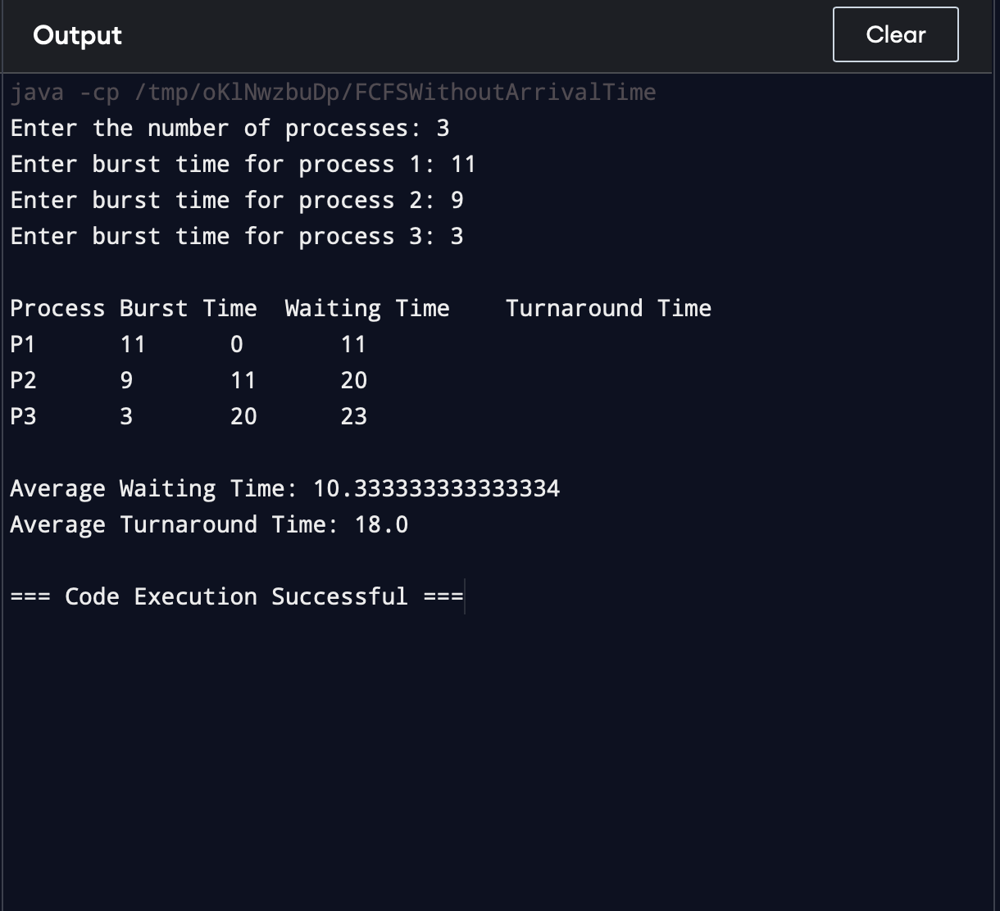 Output
Clear
java -cp /tmp/oKlNwzbuDp/FCFSWithoutArrivalTime
Enter the number of processes: 3
Enter burst time for process 1: 11
Enter burst time for process 2: 9
Enter burst time for process 3: 3
Process Burst Time  Waiting Time    Turnaround Time
P1      11      0       11
P2      9       11      20
P3      3       20      23
Average Waiting Time: 10.333333333333334
Average Turnaround Time: 18.0
=== Code Execution Successful ===